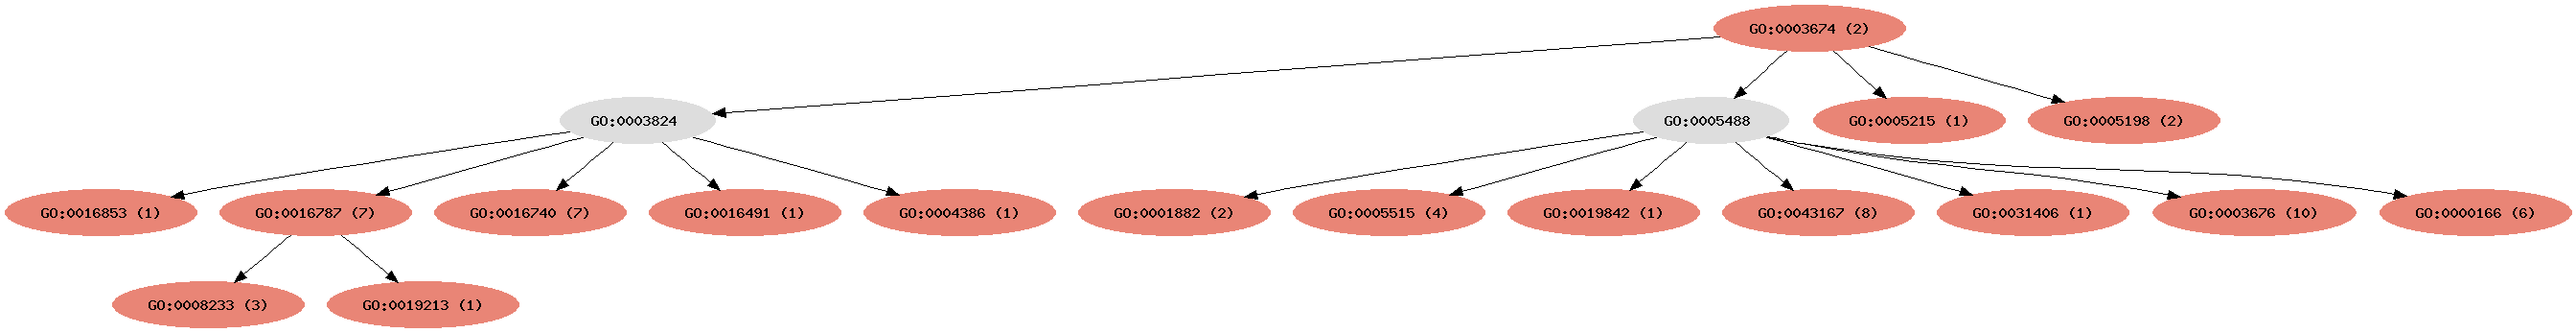 GO:0003674 (2)
GO:0003824
GO:0005488
GO:0005215 (1)
GO:0005198 (2)
GO:0016853 (1)
GO:0016787 (7)
GO:0016740 (7)
GO:0016491 (1)
GO:0004386 (1)
GO:0001882 (2)
GO:0005515 (4)
GO:0019842 (1)
GO:0043167 (8)
GO:0031406 (1)
GO:0003676 (10)
GO:0000166 (6)
GO:0008233 (3)
GO:0019213 (1)